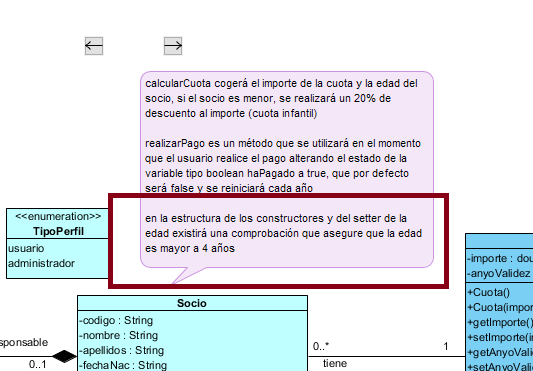 calcularCuota cogerá el importe de la cuota y la edad del
socio, si el socio es menor, se realizará un 20% de
descuento al importe (cuota infantil)
realizarPago es un método que se utilizará en el momento
que el usuario realice el pago alterando el estado de la
variable tipo boolean haPagado a true, que por defecto
será false y se reiniciará cada año
en la estructura de los constructores y del setter de la
edad existirá una comprobación que asegure que la edad
es mayor a 4 años
<<enumeration>>
TipoPerfil
usuario
administrador
Socio
-codigo : String
-nombre : String
-apellidos : String
-fechaNac : String
sponsable
0..1
0..*
1
tiene
-importe : dou
-anyoValidez
+Cuota()
+Cuota(impor
+getImporte()
+setImporte(i
+getAnyoVali
+setAnyoVali